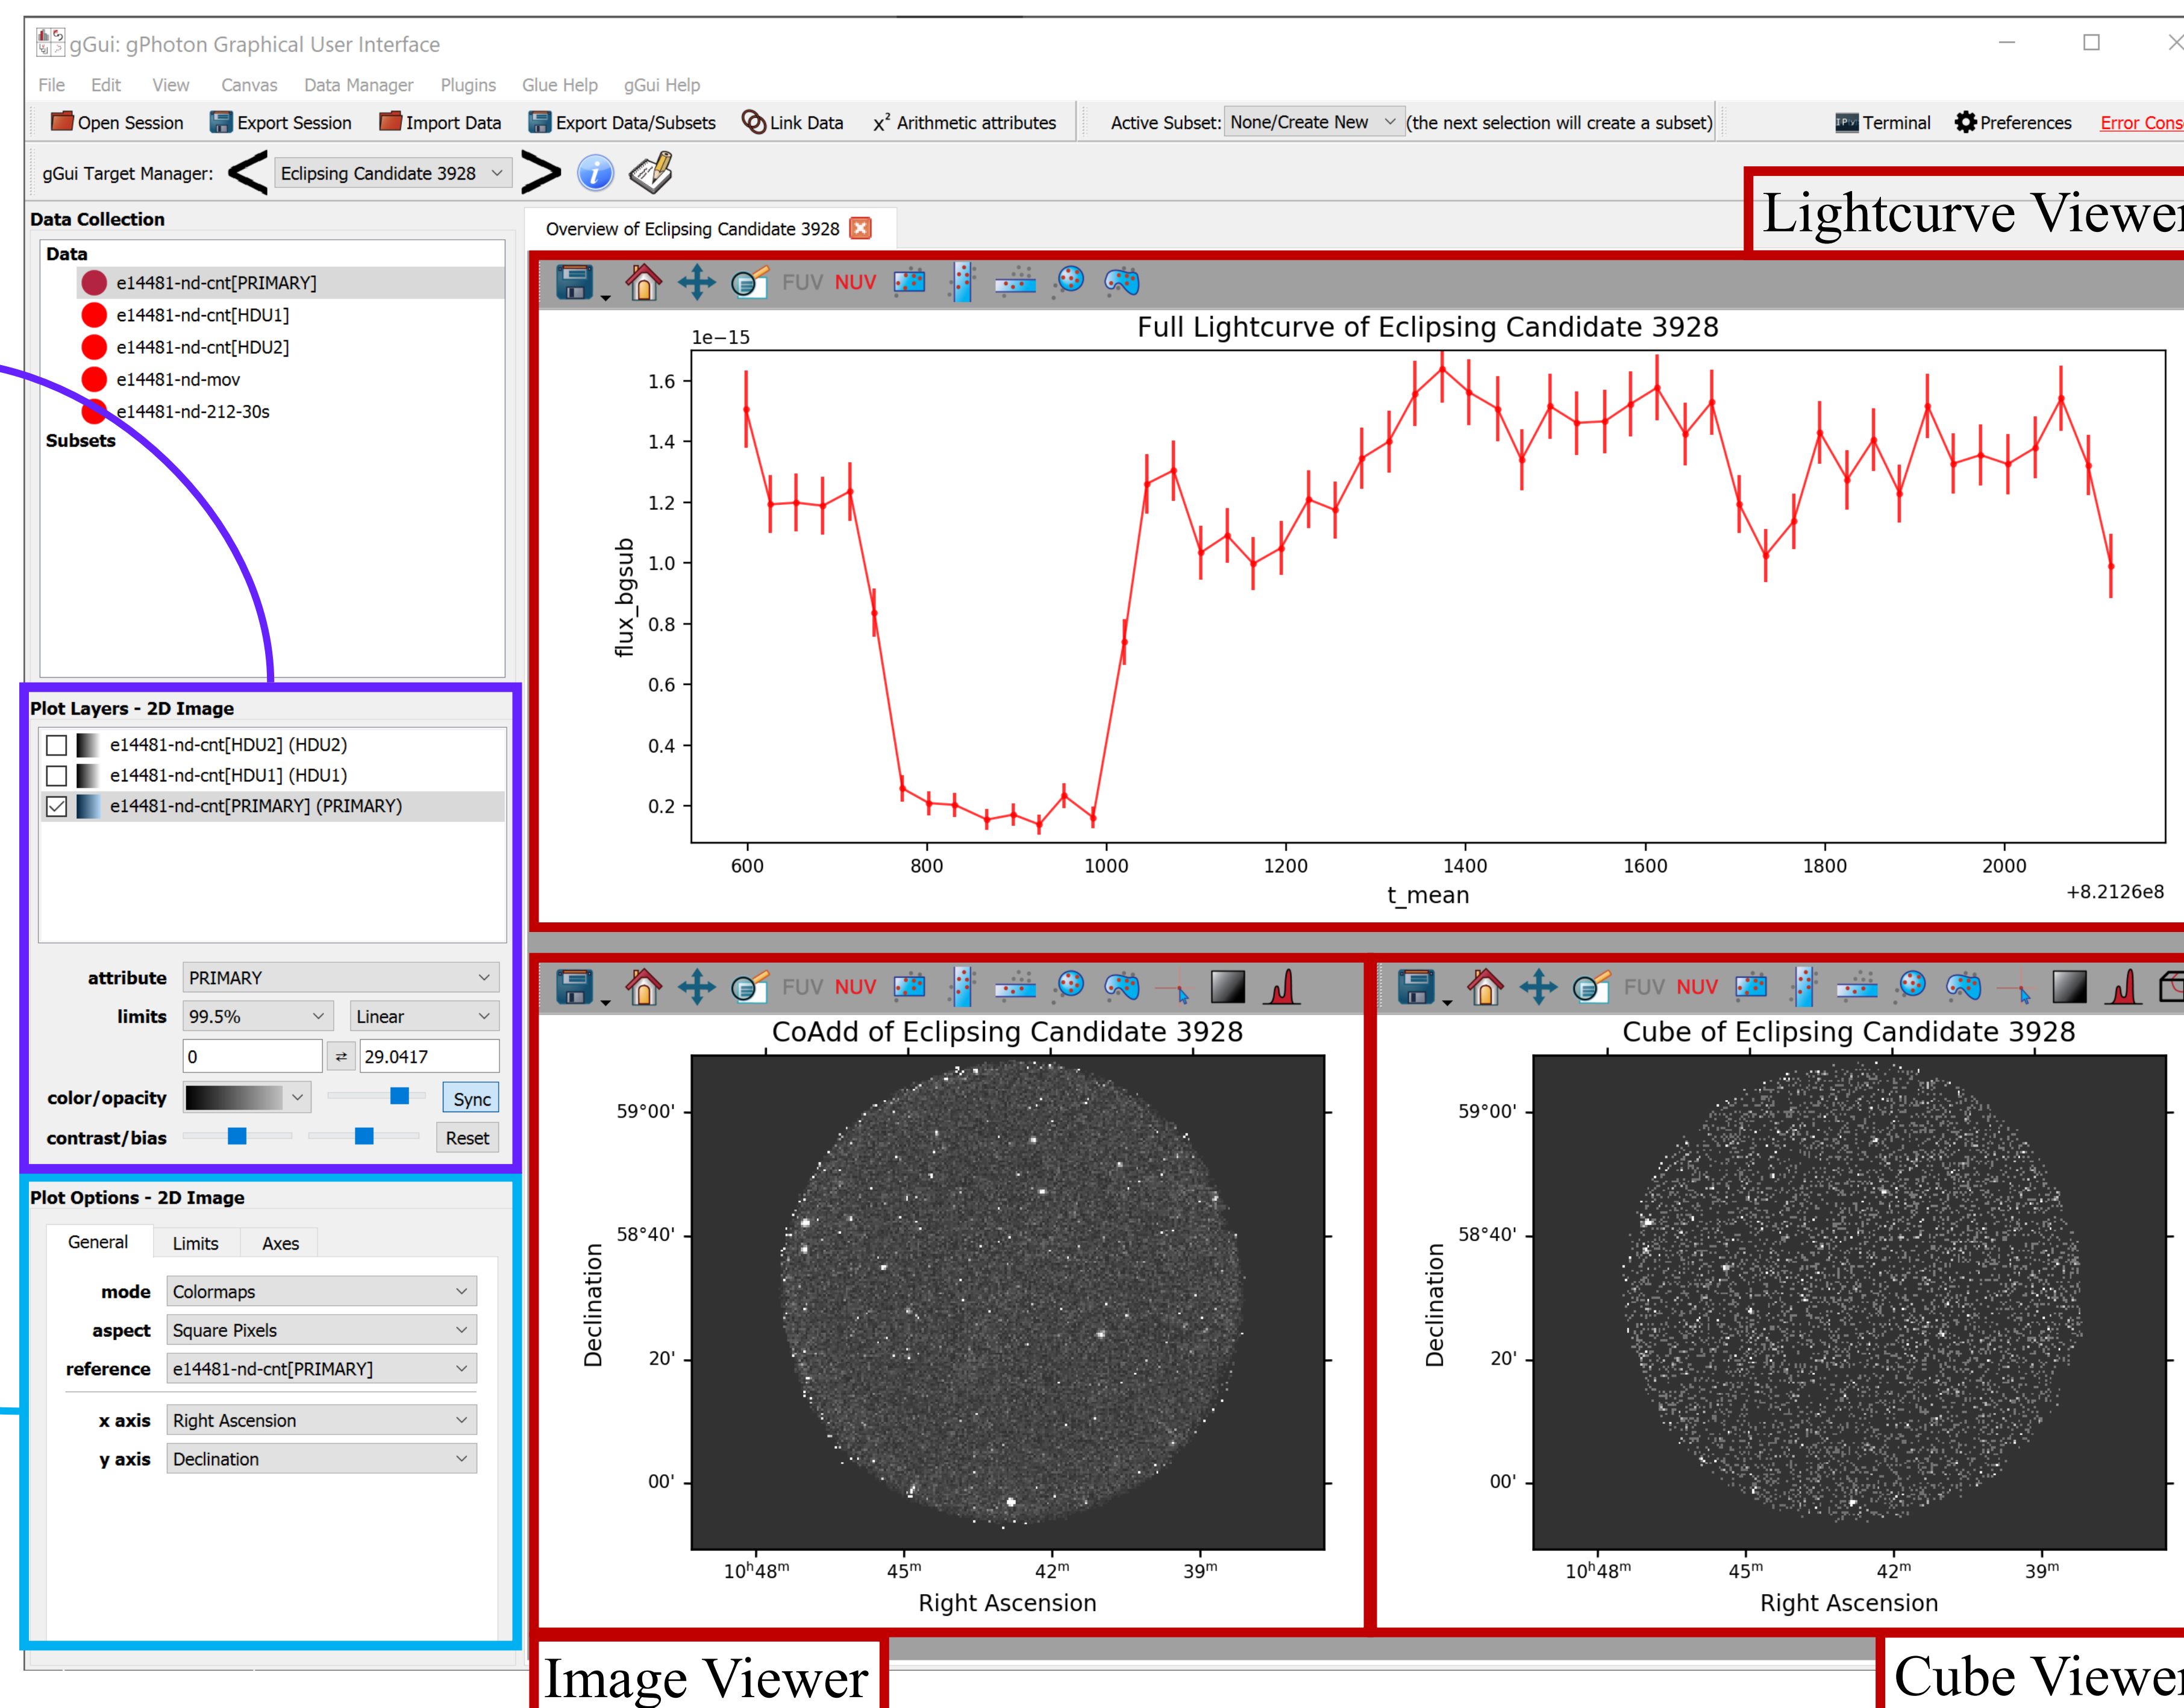 gGui: gPhoton Graphical User Interface
File Edit View Canvas Data Manager Plugins Glue Help gGui Help
Open Session Export Session Import Data Export Data/Subsets Link Data x² Arithmetic attributes Active Subset: None/Create New (the next selection will create a subset) Terminal Preferences Error Cons
gGui Target Manager: < Eclipsing Candidate 3928 >
Lightcurve Viewer
Data Collection
Data
e14481-nd-cnt[PRIMARY]
e14481-nd-cnt[HDU1]
e14481-nd-cnt[HDU2]
e14481-nd-mov
e14481-nd-212-30s
Subsets
Plot Layers - 2D Image
e14481-nd-cnt[HDU2] (HDU2)
e14481-nd-cnt[HDU1] (HDU1)
e14481-nd-cnt[PRIMARY] (PRIMARY)
attribute PRIMARY
limits 99.5% Linear
0 ⇄ 29.0417
color/opacity Sync
contrast/bias Reset
Plot Options - 2D Image
General Limits Axes
mode Colormaps
aspect Square Pixels
reference e14481-nd-cnt[PRIMARY]
x axis Right Ascension
y axis Declination
Overview of Eclipsing Candidate 3928
FUV NUV
Full Lightcurve of Eclipsing Candidate 3928
1e−15
1.6
1.4
1.2
1.0
0.8
0.6
0.4
0.2
flux_bgsub
600 800 1000 1200 1400 1600 1800 2000
t_mean
+8.2126e8
FUV NUV
CoAdd of Eclipsing Candidate 3928
59°00'
58°40'
20'
00'
Declination
10ʰ48ᵐ 45ᵐ 42ᵐ 39ᵐ
Right Ascension
Image Viewer
FUV NUV
Cube of Eclipsing Candidate 3928
59°00'
58°40'
20'
00'
Declination
10ʰ48ᵐ 45ᵐ 42ᵐ 39ᵐ
Right Ascension
Cube Viewer